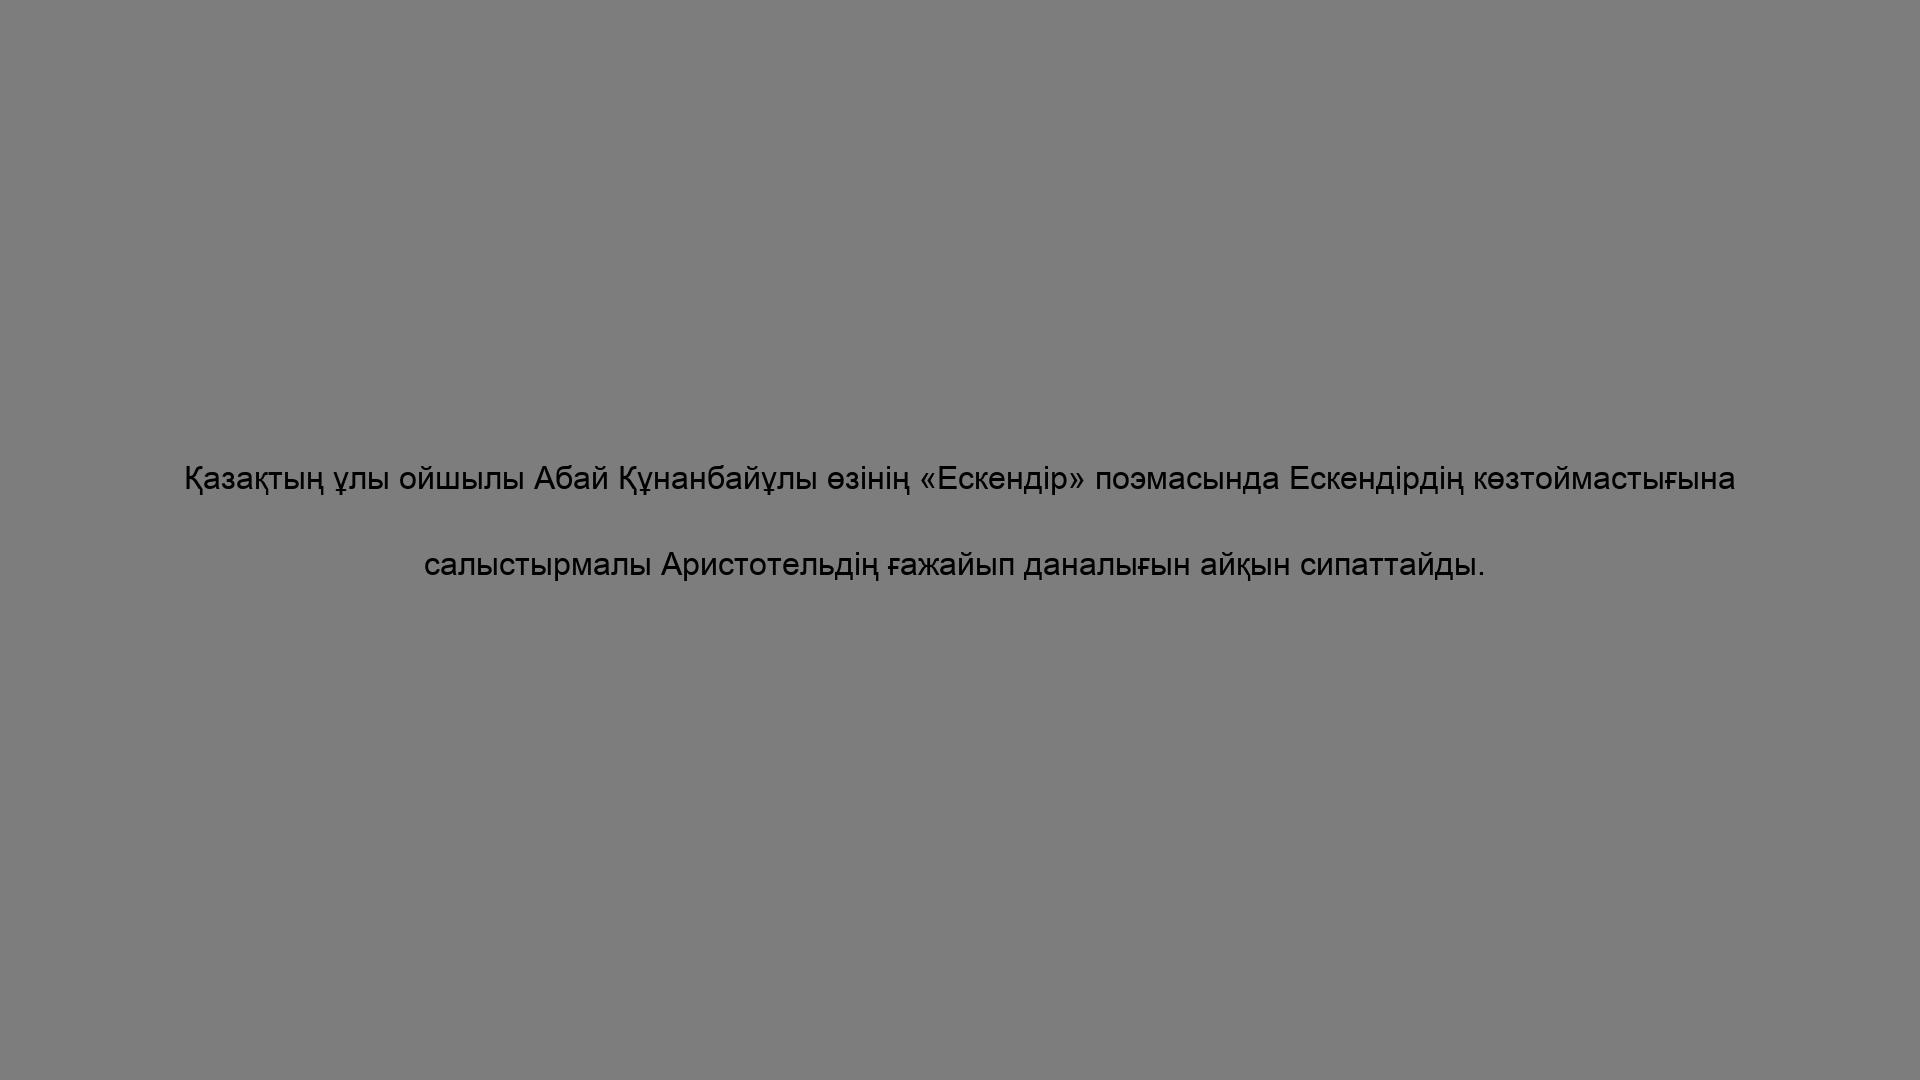 Қазақтың ұлы ойшылы Абай Құнанбайұлы өзінің «Ескендір» поэмасында Ескендірдің көзтоймастығына
салыстырмалы Аристотельдің ғажайып даналығын айқын сипаттайды.